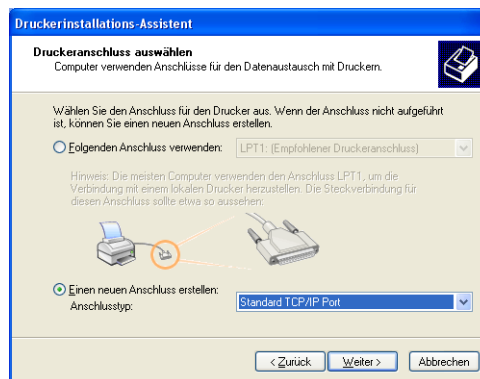 Druckerinstallations-Assistent
Druckeranschluss auswählen
Computer verwenden Anschlüsse für den Datenaustausch mit Druckern.
Wählen Sie den Anschluss für den Drucker aus. Wenn der Anschluss nicht aufgeführt
ist, können Sie einen neuen Anschluss erstellen.
Folgenden Anschluss verwenden: LPT1: (Empfohlener Druckeranschluss)
Hinweis: Die meisten Computer verwenden den Anschluss LPT1, um die
Verbindung mit einem lokalen Drucker herzustellen. Die Steckverbindung für
diesen Anschluss sollte etwa so aussehen:
Einen neuen Anschluss erstellen:
Anschlusstyp: Standard TCP/IP Port
< Zurück Weiter > Abbrechen